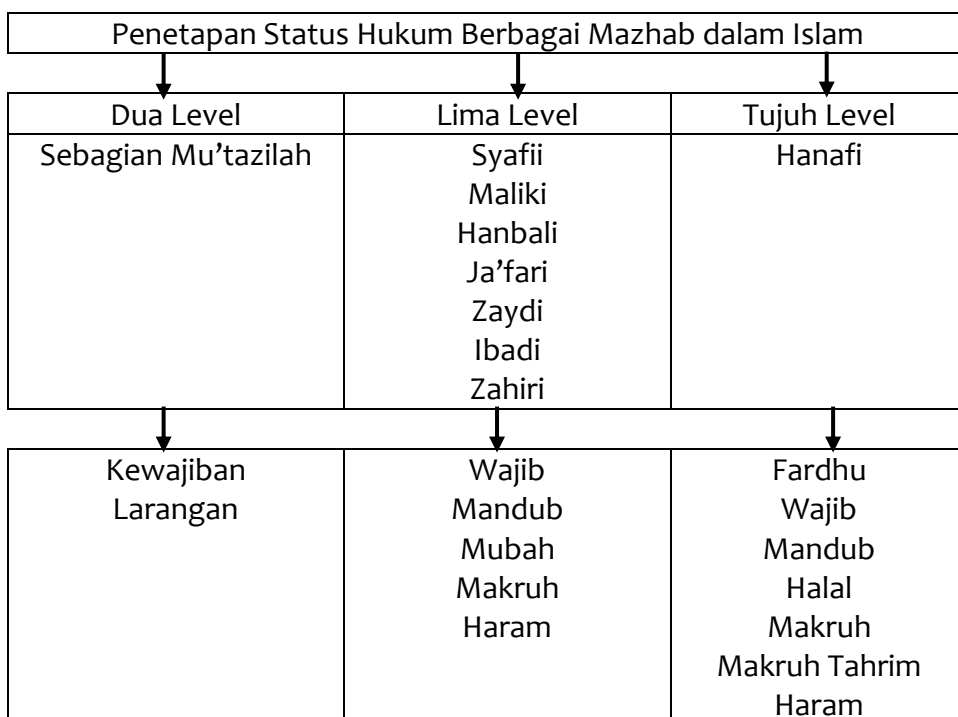 Penetapan Status Hukum Berbagai Mazhab dalam Islam
Dua Level
Lima Level
Tujuh Level
Sebagian Mu’tazilah
Syafii
Maliki
Hanbali
Ja’fari
Zaydi
Ibadi
Zahiri
Hanafi
Kewajiban
Larangan
Wajib
Mandub
Mubah
Makruh
Haram
Fardhu
Wajib
Mandub
Halal
Makruh
Makruh Tahrim
Haram